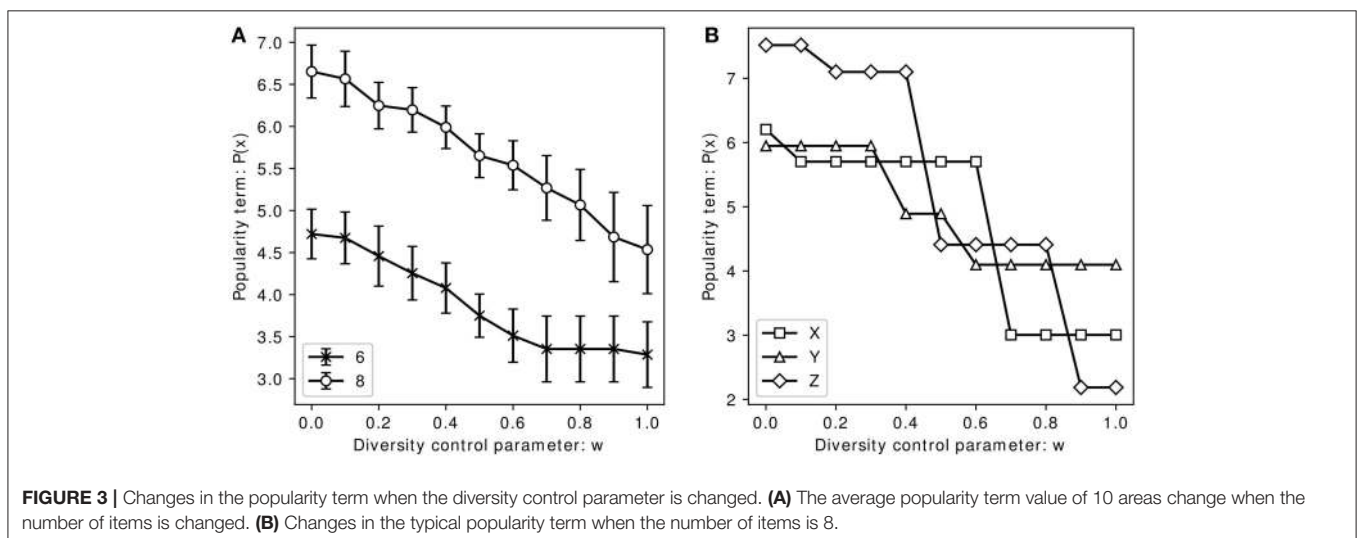 A
7.0
6.5
6.0
5.5
5.0
4.5
4.0
3.5
3.0
Popularity term: P(x)
6
8
0.0 0.2 0.4 0.6 0.8 1.0
Diversity control parameter: w
B
7
6
5
4
3
2
Popularity term: P(x)
X
Y
Z
0.0 0.2 0.4 0.6 0.8 1.0
Diversity control parameter: w
FIGURE 3 | Changes in the popularity term when the diversity control parameter is changed. (A) The average popularity term value of 10 areas change when the
number of items is changed. (B) Changes in the typical popularity term when the number of items is 8.